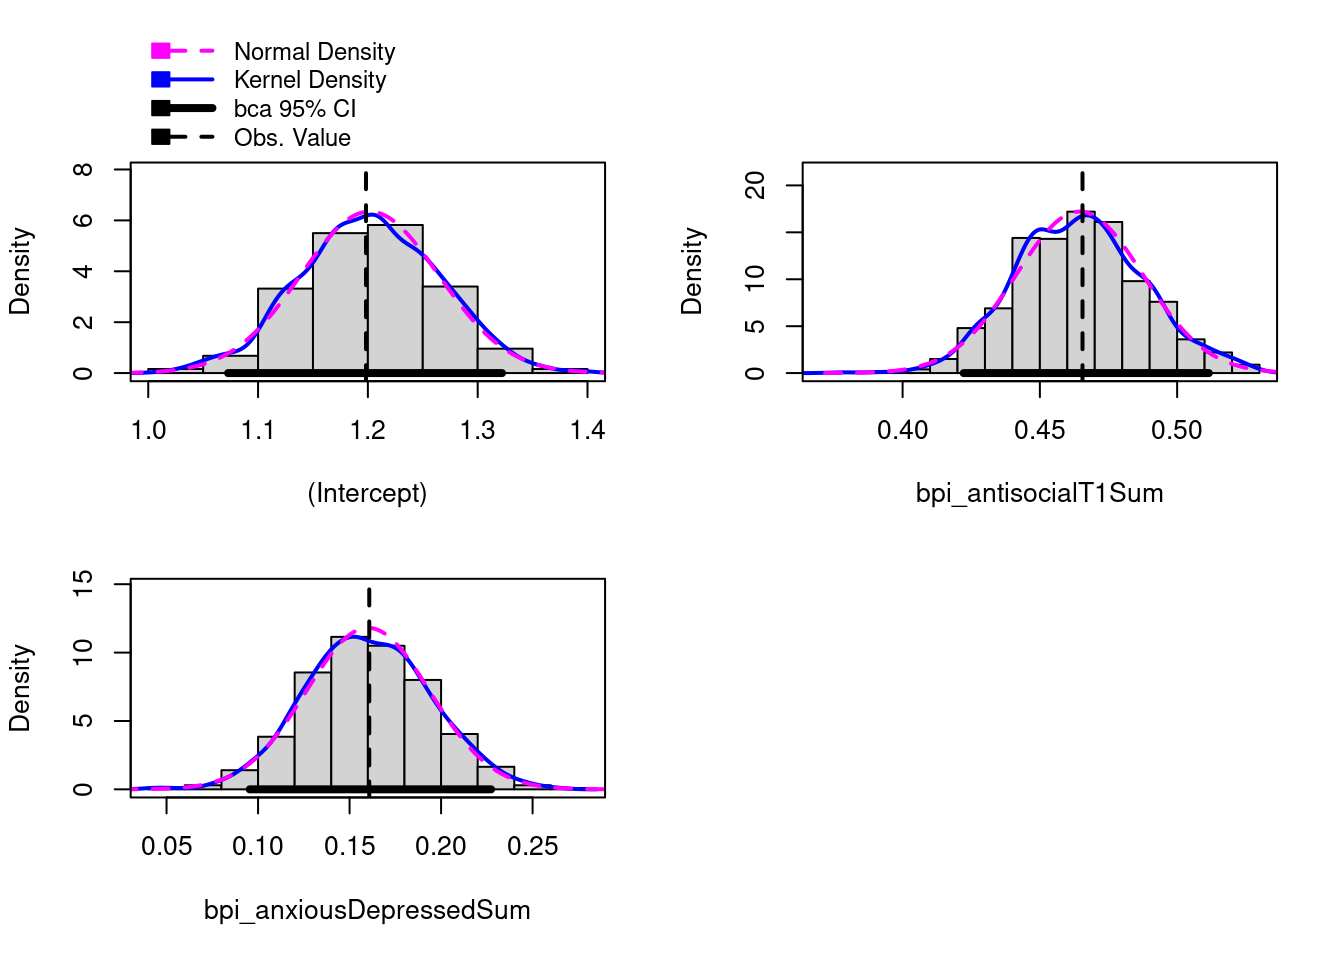 Normal Density
Kernel Density
bca 95% CI
Obs. Value
Density
0 2 4 6 8
1.0 1.1 1.2 1.3 1.4
(Intercept)
Density
0 5 10 20
0.40 0.45 0.50
bpi_antisocialT1Sum
Density
0 5 10 15
0.05 0.10 0.15 0.20 0.25
bpi_anxiousDepressedSum